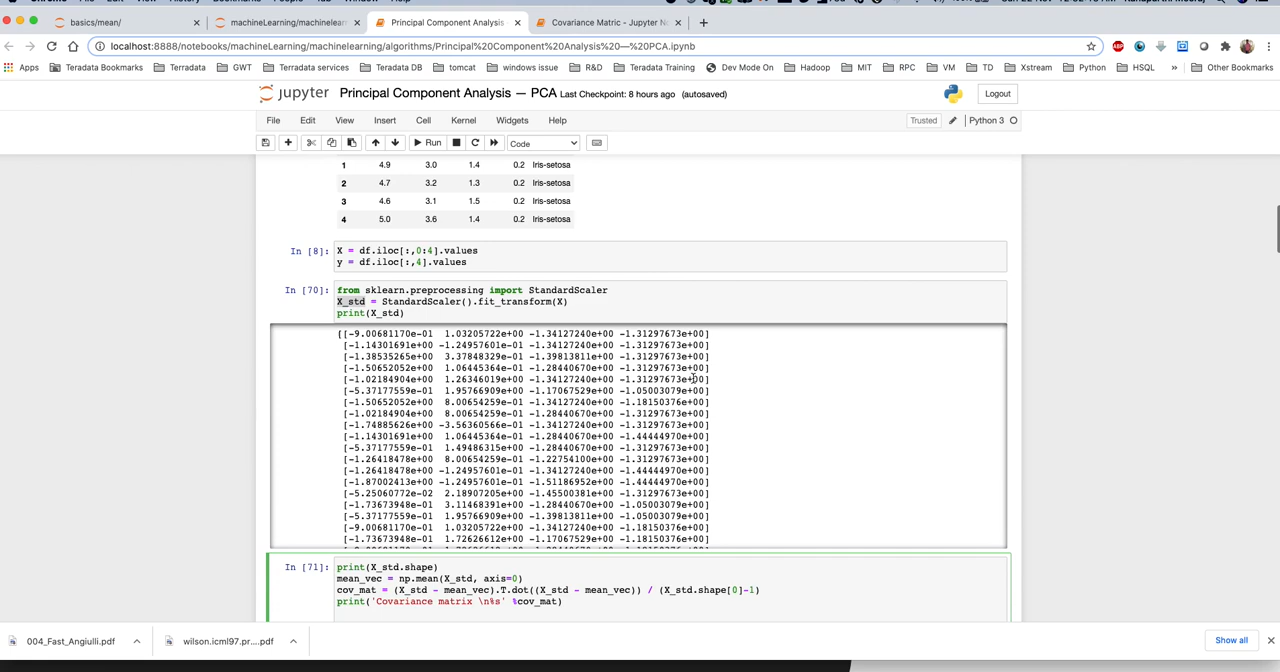 basics/mean/
machineLearning/machinelearn
Principal Component Analysis
Covariance Matric - Jupyter No
localhost:8888/notebooks/machineLearning/machinelearning/algorithms/Principal%20Component%20Analysis%20—%20PCA.ipynb
Apps Teradata Bookmarks Terradata GWT Terradata services Teradata DB tomcat windows issue R&D Teradata Training Dev Mode On Hadoop MIT RPC VM TD Xstream Python HSQL » Other Bookmarks
jupyter Principal Component Analysis — PCA Last Checkpoint: 8 hours ago (autosaved) Logout
File Edit View Insert Cell Kernel Widgets Help Trusted Python 3
Run Code
1 4.9 3.0 1.4 0.2 Iris-setosa
2 4.7 3.2 1.3 0.2 Iris-setosa
3 4.6 3.1 1.5 0.2 Iris-setosa
4 5.0 3.6 1.4 0.2 Iris-setosa
In [8]: X = df.iloc[:,0:4].values
y = df.iloc[:,4].values
In [70]: from sklearn.preprocessing import StandardScaler
X_std = StandardScaler().fit_transform(X)
print(X_std)
[[-9.00681170e-01 1.03205722e+00 -1.34127240e+00 -1.31297673e+00]
[-1.14301691e+00 -1.24957601e-01 -1.34127240e+00 -1.31297673e+00]
[-1.38535265e+00 3.37848329e-01 -1.39813811e+00 -1.31297673e+00]
[-1.50652052e+00 1.06445364e-01 -1.28440670e+00 -1.31297673e+00]
[-1.02184904e+00 1.26346019e+00 -1.34127240e+00 -1.31297673e+00]
[-5.37177559e-01 1.95766909e+00 -1.17067529e+00 -1.05003079e+00]
[-1.50652052e+00 8.00654259e-01 -1.34127240e+00 -1.18150376e+00]
[-1.02184904e+00 8.00654259e-01 -1.28440670e+00 -1.31297673e+00]
[-1.74885626e+00 -3.56360566e-01 -1.34127240e+00 -1.31297673e+00]
[-1.14301691e+00 1.06445364e-01 -1.28440670e+00 -1.44444970e+00]
[-5.37177559e-01 1.49486315e+00 -1.28440670e+00 -1.31297673e+00]
[-1.26418478e+00 8.00654259e-01 -1.22754100e+00 -1.31297673e+00]
[-1.26418478e+00 -1.24957601e-01 -1.34127240e+00 -1.44444970e+00]
[-1.87002413e+00 -1.24957601e-01 -1.51186952e+00 -1.44444970e+00]
[-5.25060772e-02 2.18907205e+00 -1.45500381e+00 -1.31297673e+00]
[-1.73673948e-01 3.11468391e+00 -1.28440670e+00 -1.05003079e+00]
[-5.37177559e-01 1.95766909e+00 -1.39813811e+00 -1.05003079e+00]
[-9.00681170e-01 1.03205722e+00 -1.34127240e+00 -1.18150376e+00]
[-1.73673948e-01 1.72626612e+00 -1.17067529e+00 -1.18150376e+00]
In [71]: print(X_std.shape)
mean_vec = np.mean(X_std, axis=0)
cov_mat = (X_std - mean_vec).T.dot((X_std - mean_vec)) / (X_std.shape[0]-1)
print('Covariance matrix \n%s' %cov_mat)
004_Fast_Angiulli.pdf
wilson.icml97.pr....pdf
Show all